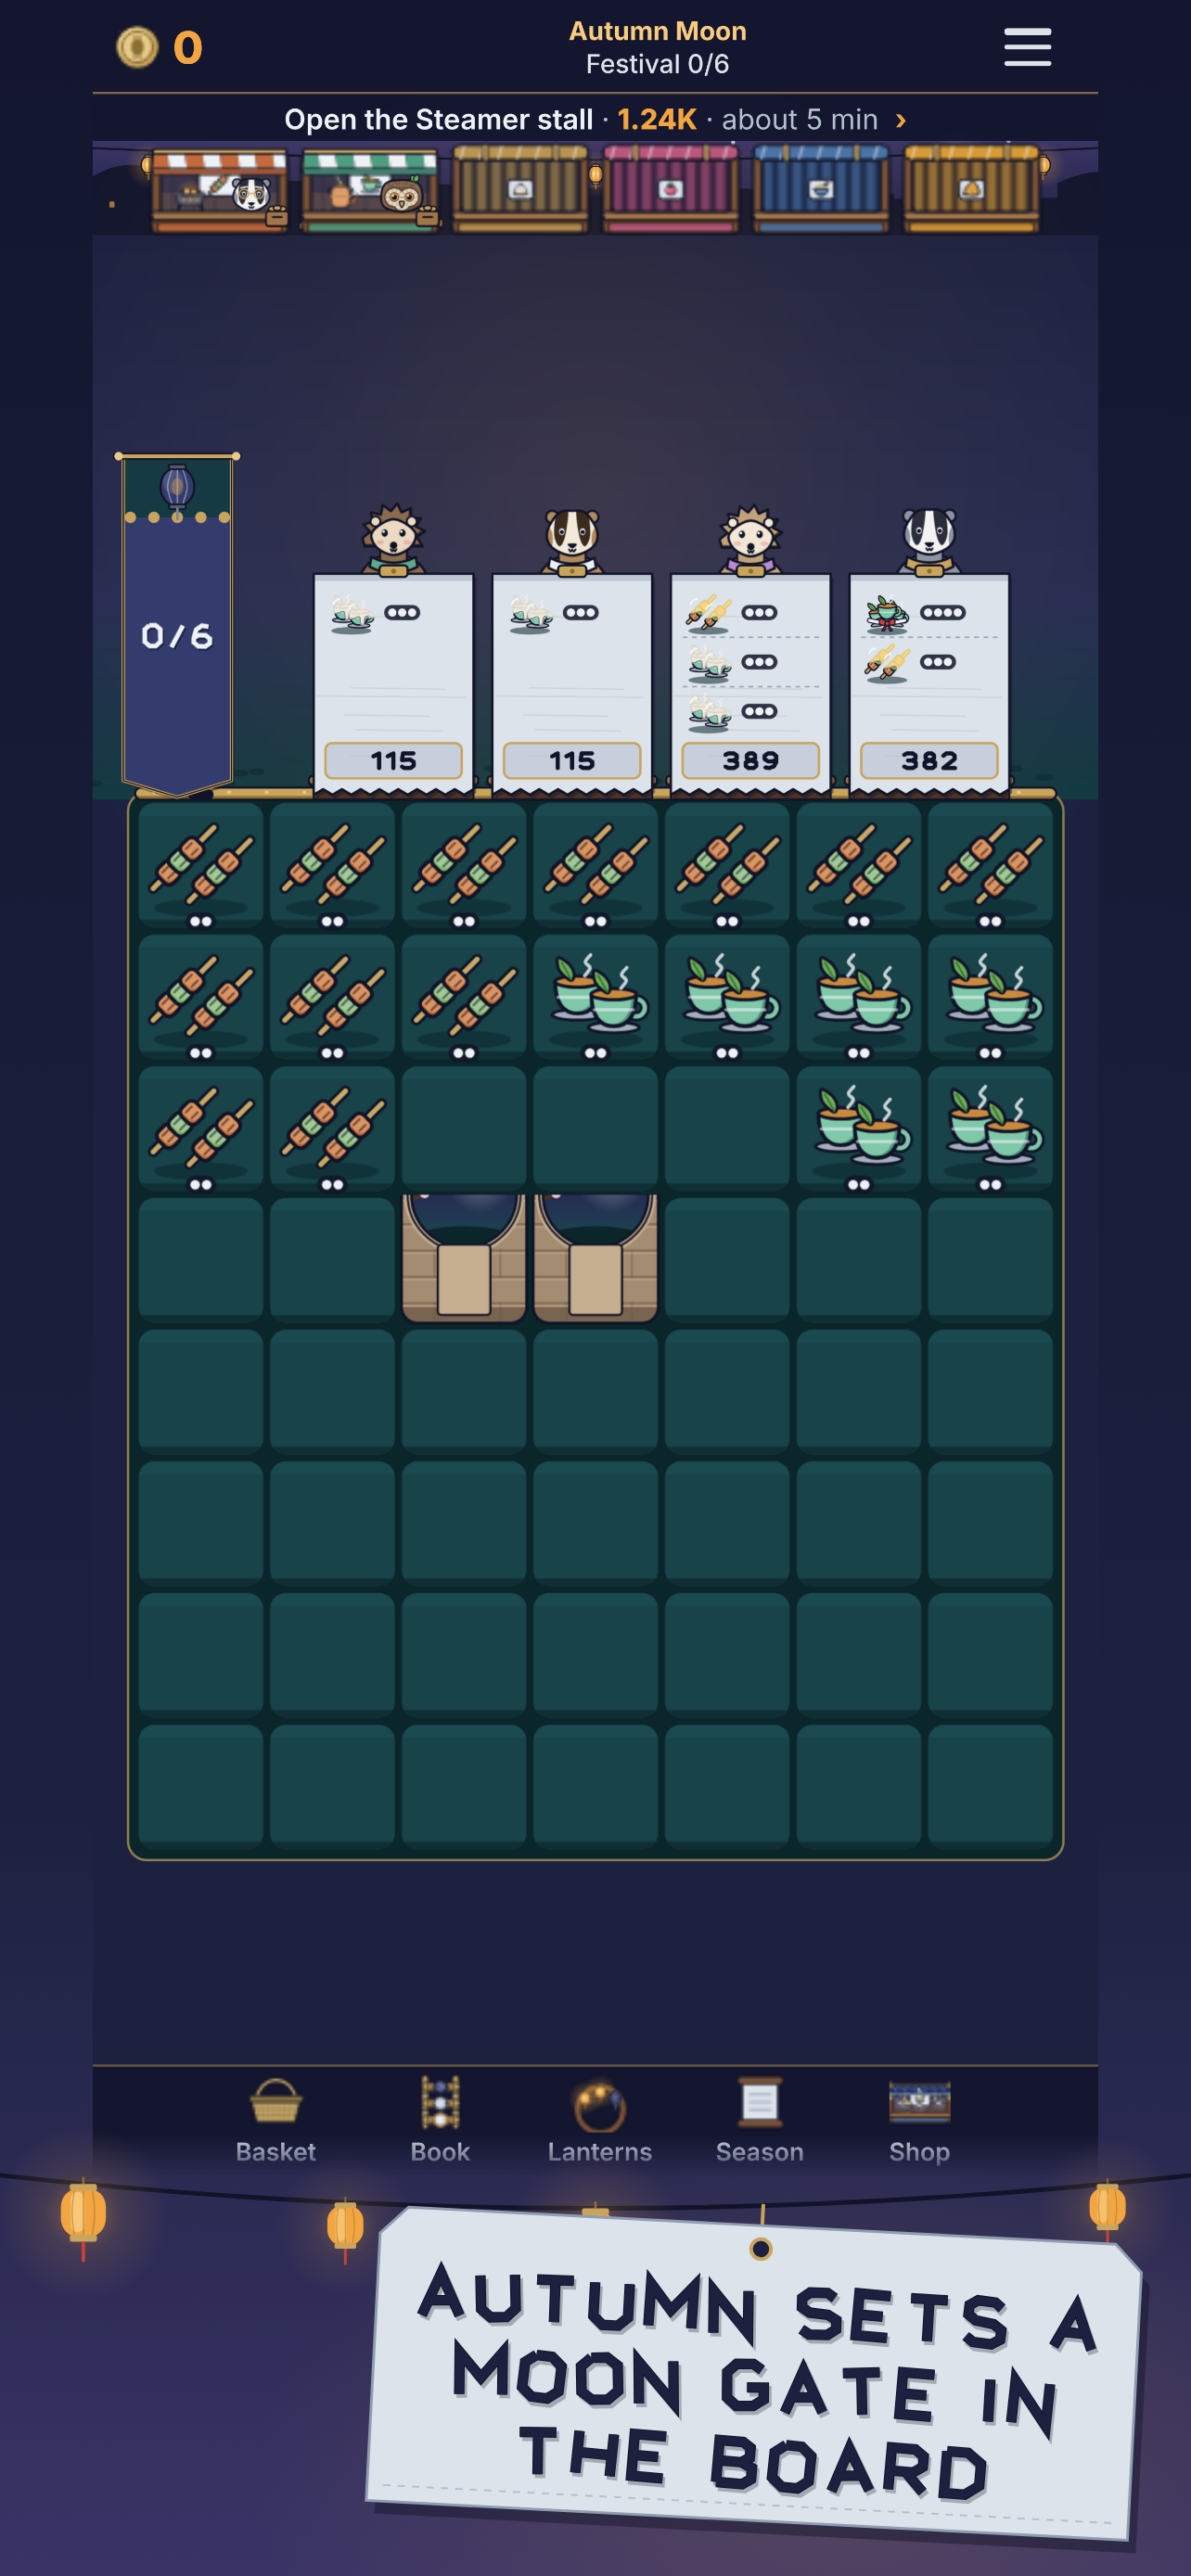 0
Autumn Moon
Festival 0/6
Open the Steamer stall · 1.24K · about 5 min ›
0/6
115
115
389
382
Basket
Book
Lanterns
Season
Shop
AUTUMN SETS A
MOON GATE IN
THE BOARD